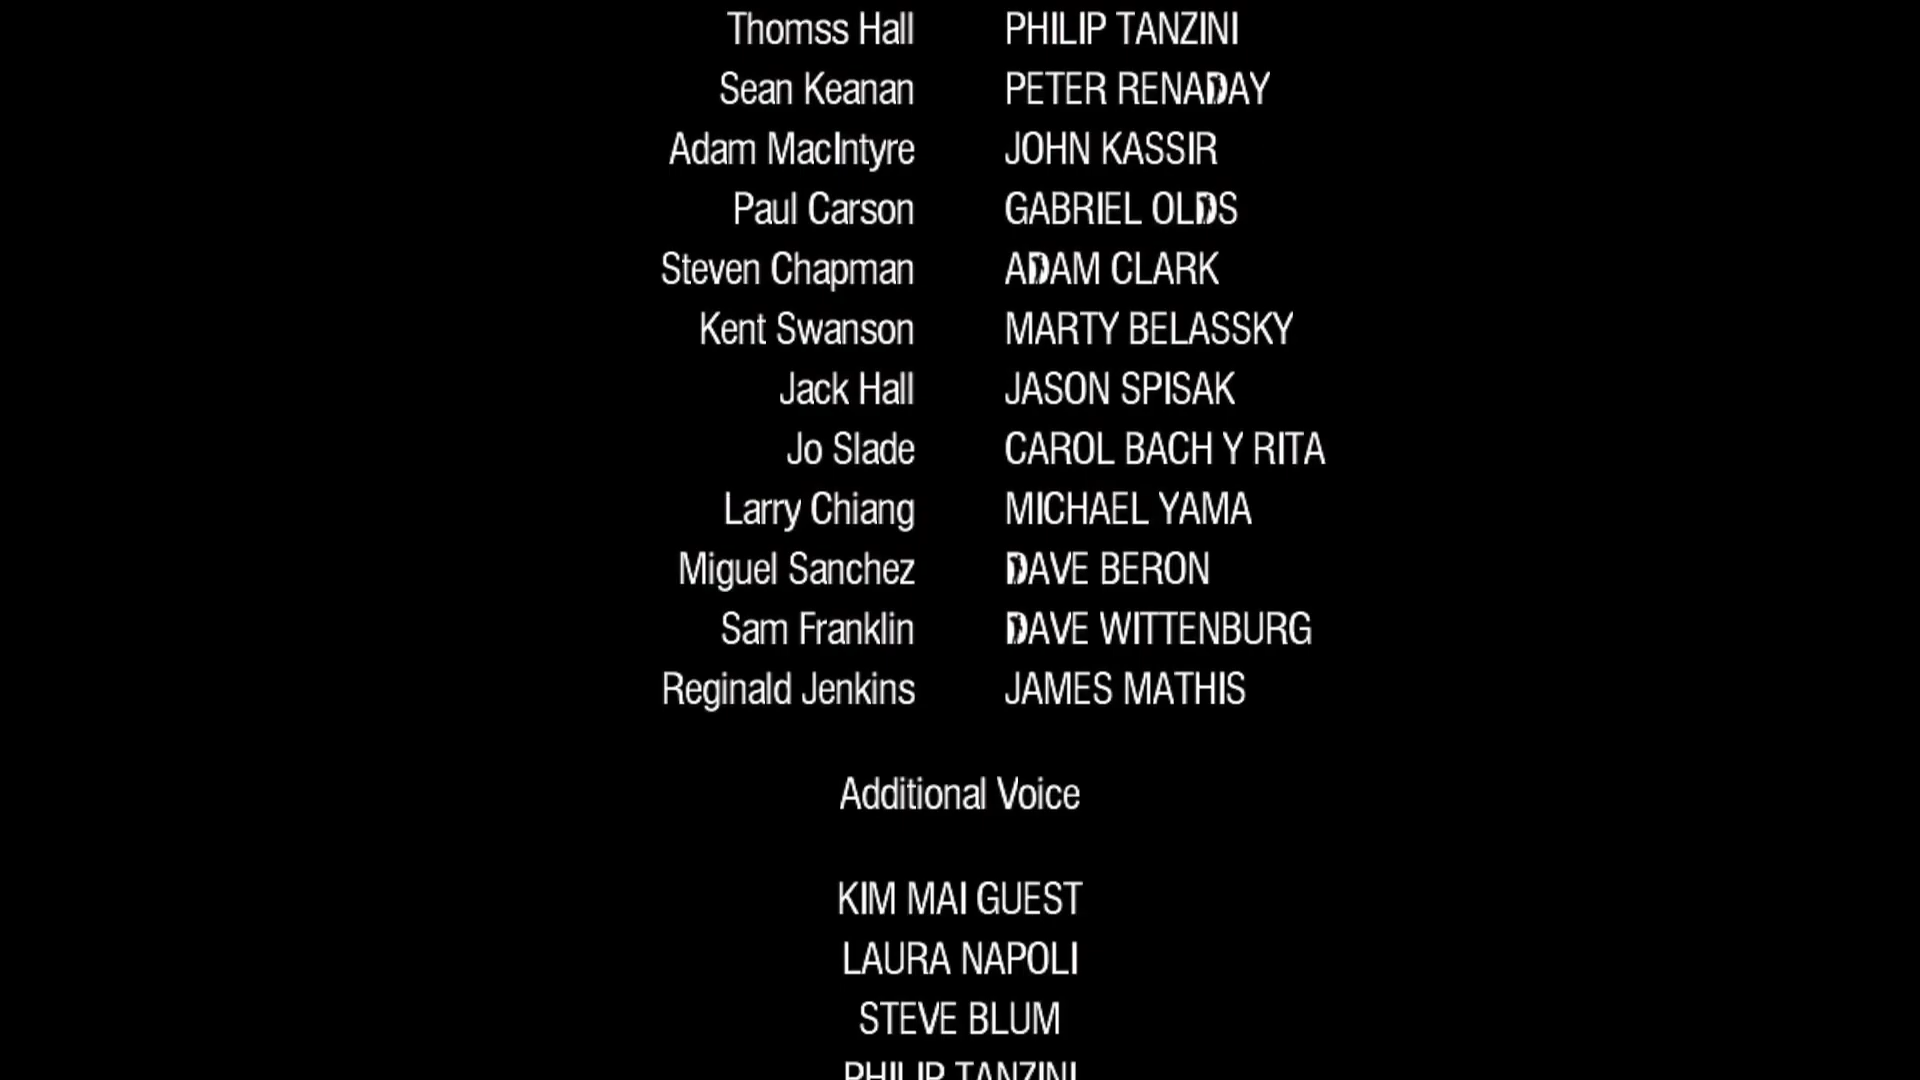 Thomss Hall PHILIP TANZINI
Sean Keanan PETER RENADAY
Adam MacIntyre JOHN KASSIR
Paul Carson GABRIEL OLDS
Steven Chapman ADAM CLARK
Kent Swanson MARTY BELASSKY
Jack Hall JASON SPISAK
Jo Slade CAROL BACH Y RITA
Larry Chiang MICHAEL YAMA
Miguel Sanchez DAVE BERON
Sam Franklin DAVE WITTENBURG
Reginald Jenkins JAMES MATHIS
Additional Voice
KIM MAI GUEST
LAURA NAPOLI
STEVE BLUM
PHILIP TANZINI